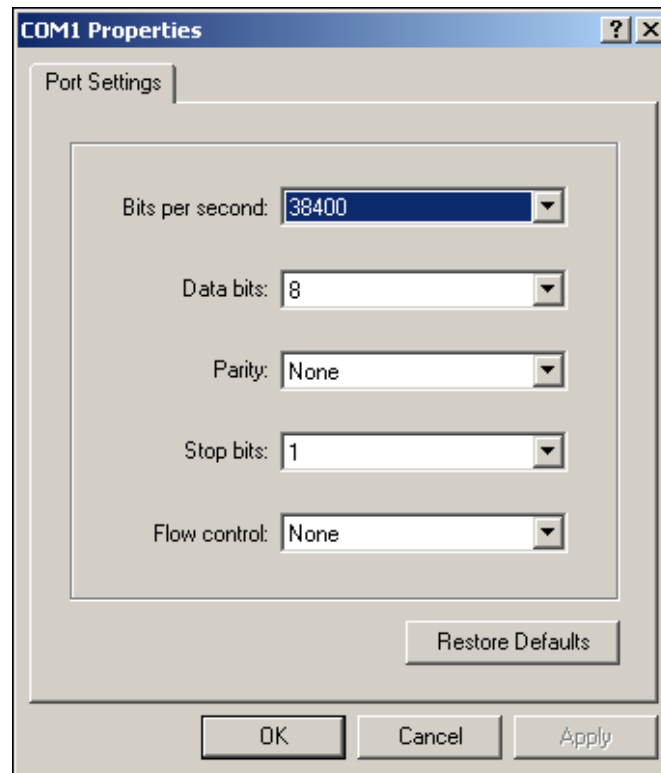 COM1 Properties
Port Settings
Bits per second: 38400
Data bits: 8
Parity: None
Stop bits: 1
Flow control: None
Restore Defaults
OK Cancel Apply